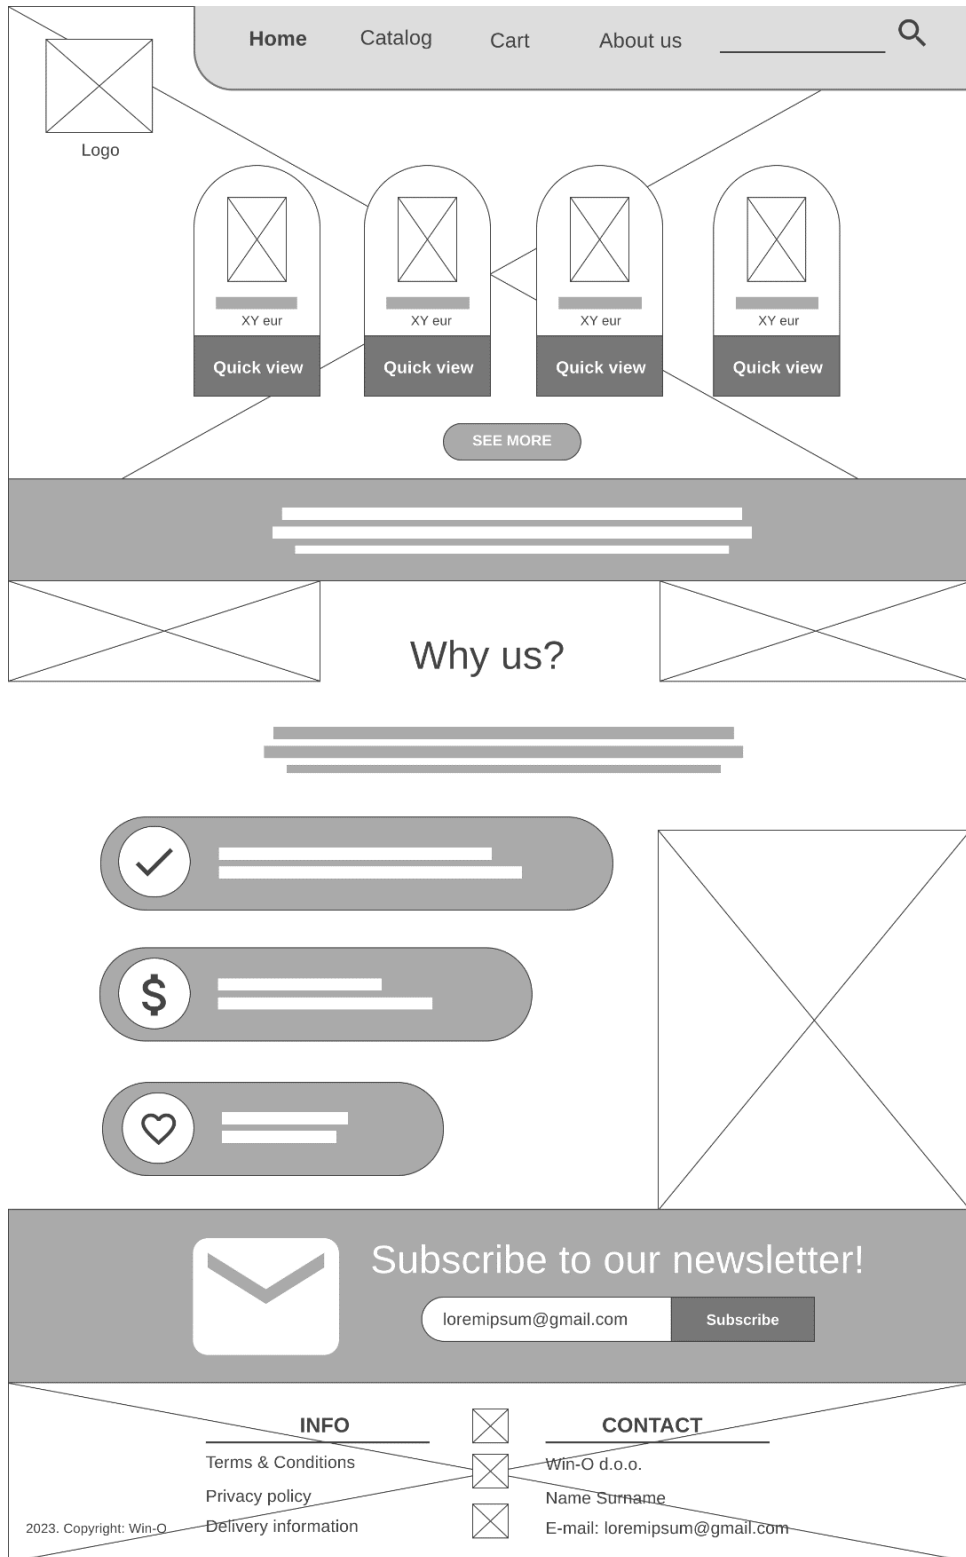 Home Catalog Cart About us
Logo
XY eur XY eur XY eur XY eur
Quick view Quick view Quick view Quick view
SEE MORE
Why us?
$
Subscribe to our newsletter!
loremipsum@gmail.com Subscribe
INFO
Terms & Conditions
Privacy policy
Delivery information
CONTACT
Win-O d.o.o.
Name Surname
E-mail: loremipsum@gmail.com
2023. Copyright: Win-O